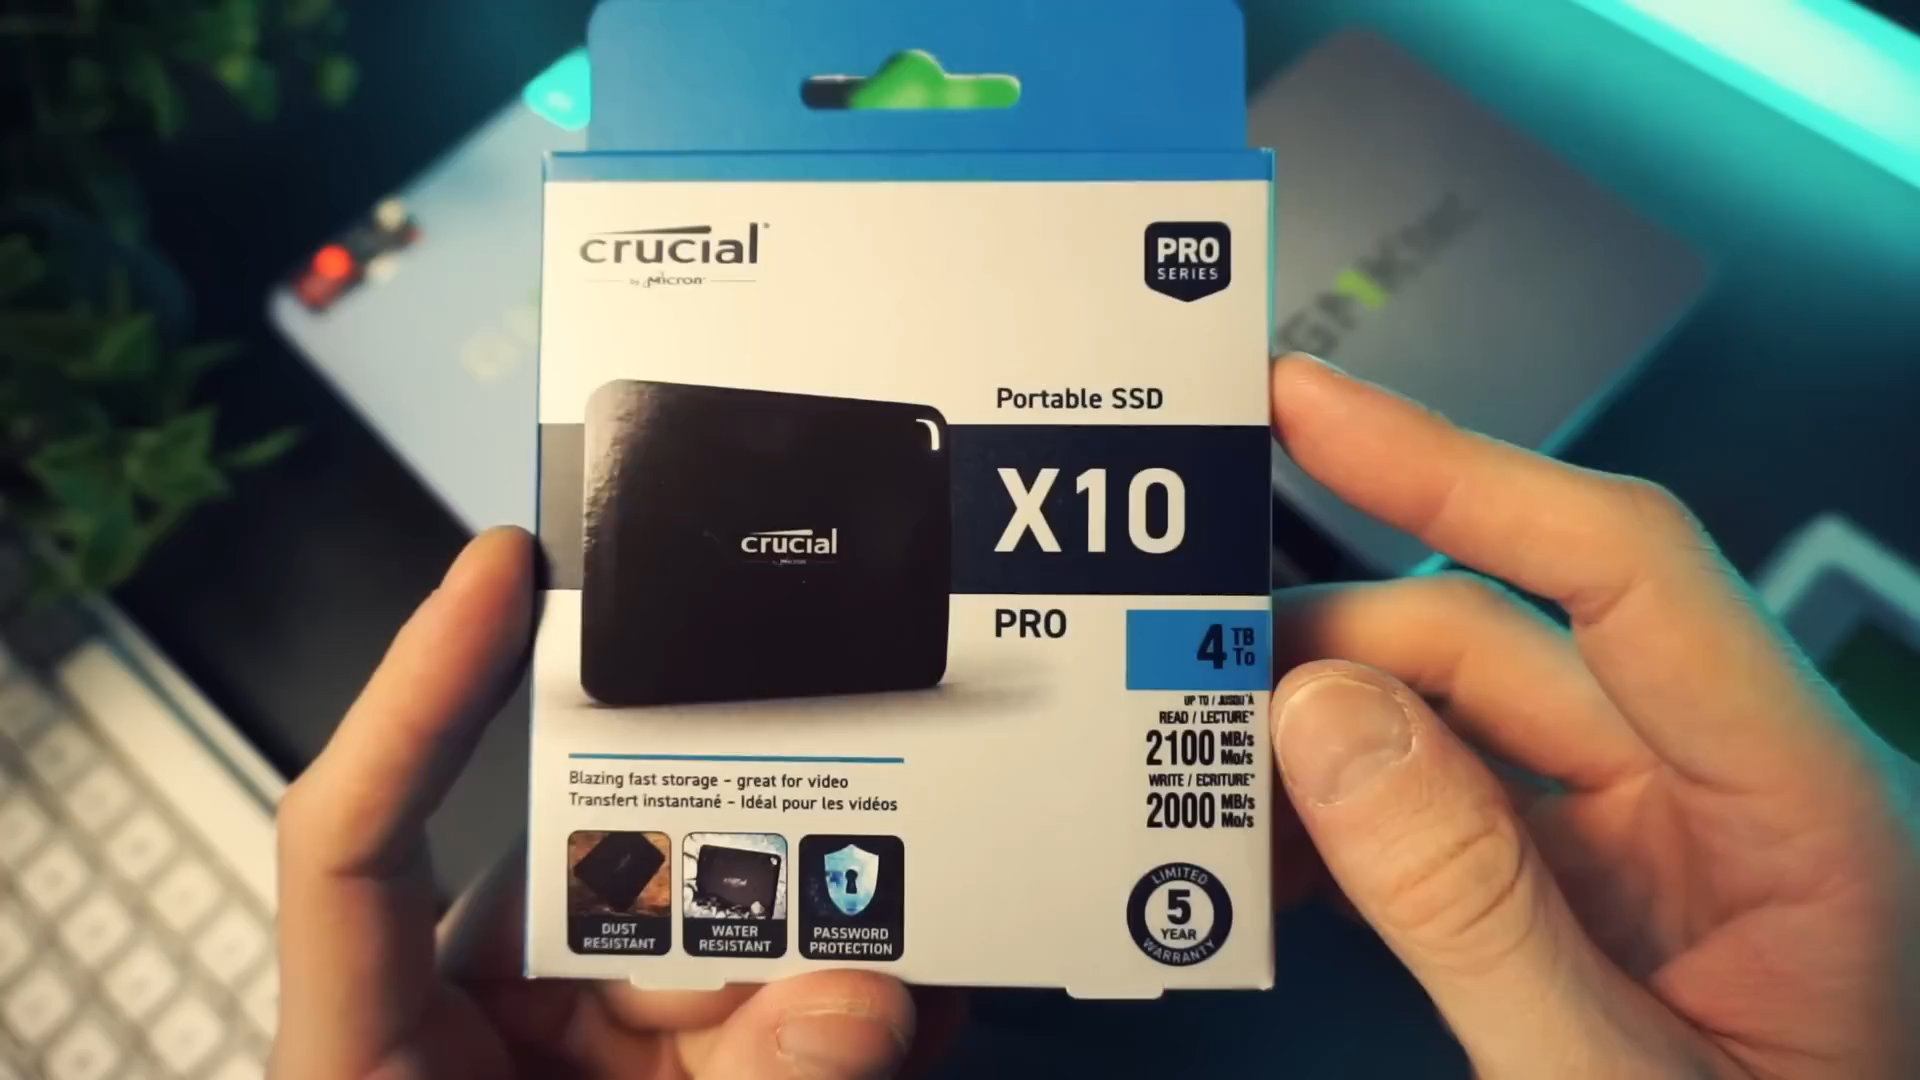 crucial
by Micron
PRO
SERIES
Portable SSD
X10
PRO
crucial
4 TB
To
UP TO / JUSQU'À
READ / LECTURE*
2100 MB/s
Mo/s
WRITE / ECRITURE*
2000 MB/s
Mo/s
Blazing fast storage – great for video
Transfert instantané – Idéal pour les vidéos
DUST
RESISTANT
WATER
RESISTANT
PASSWORD
PROTECTION
LIMITED
5
YEAR
WARRANTY